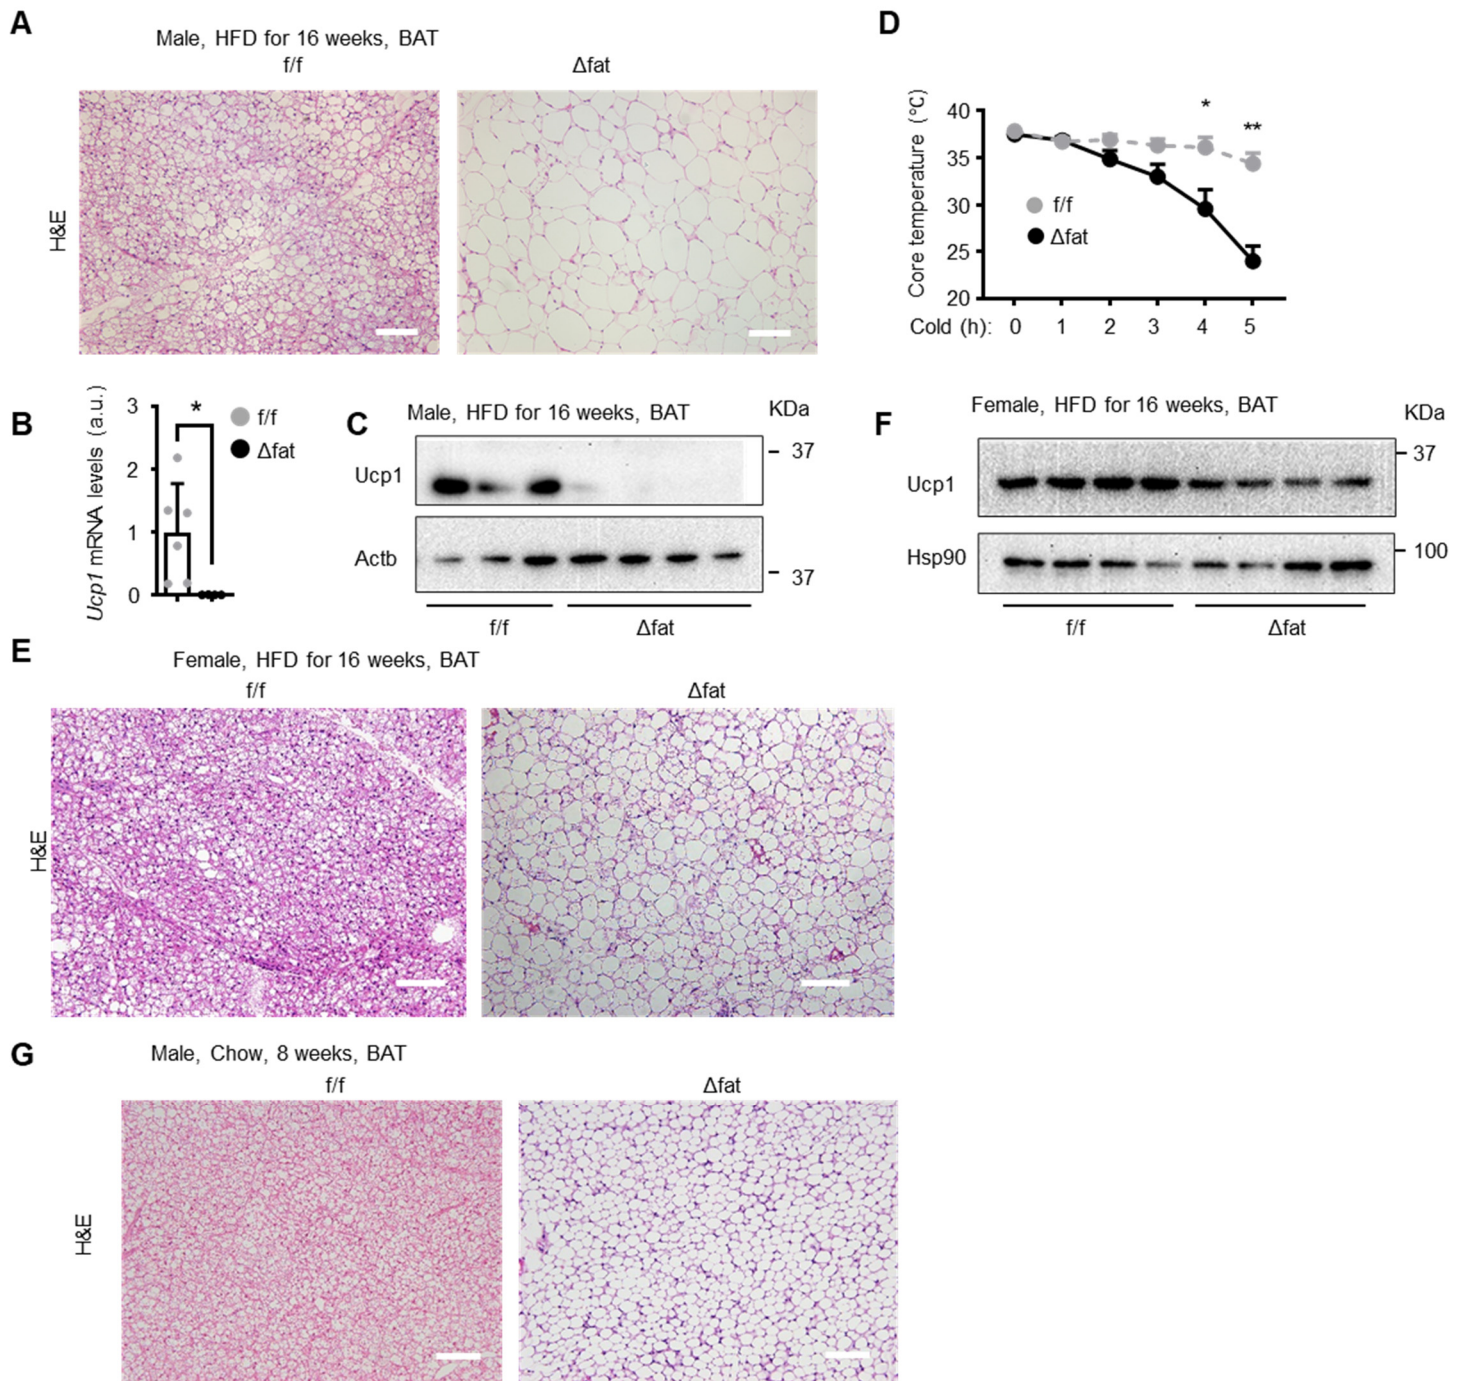 A
Male, HFD for 16 weeks, BAT
f/f
Δfat
H&E
D
Core temperature (℃)
40
35
30
25
20
*
**
f/f
Δfat
Cold (h): 0 1 2 3 4 5
B
Ucp1 mRNA levels (a.u.)
3
2
1
0
*
f/f
Δfat
C
Male, HFD for 16 weeks, BAT
KDa
Ucp1
37
Actb
37
f/f
Δfat
F
Female, HFD for 16 weeks, BAT
KDa
Ucp1
37
Hsp90
100
f/f
Δfat
E
Female, HFD for 16 weeks, BAT
f/f
Δfat
H&E
G
Male, Chow, 8 weeks, BAT
f/f
Δfat
H&E